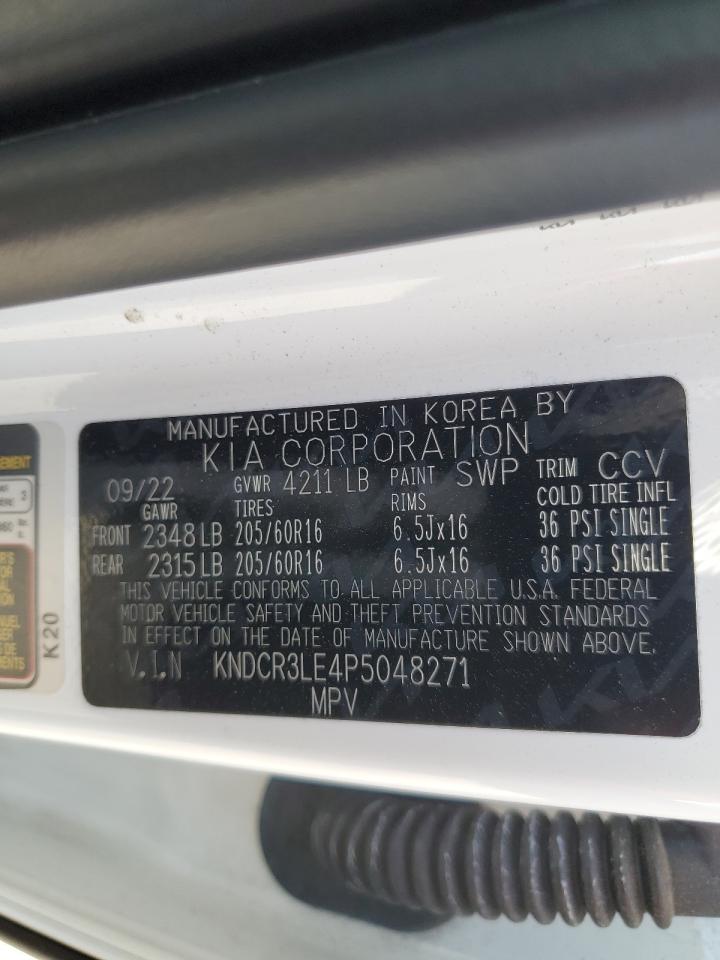 MANUFACTURED IN KOREA BY
KIA CORPORATION
09/22 GVWR 4211 LB PAINT SWP TRIM CCV
GAWR TIRES RIMS COLD TIRE INFL
FRONT 2348 LB 205/60R16 6.5Jx16 36 PSI SINGLE
REAR 2315 LB 205/60R16 6.5Jx16 36 PSI SINGLE
THIS VEHICLE CONFORMS TO ALL APPLICABLE U.S.A. FEDERAL
MOTOR VEHICLE SAFETY AND THEFT PREVENTION STANDARDS
IN EFFECT ON THE DATE OF MANUFACTURE SHOWN ABOVE.
V.I.N KNDCR3LE4P5048271
MPV
K20